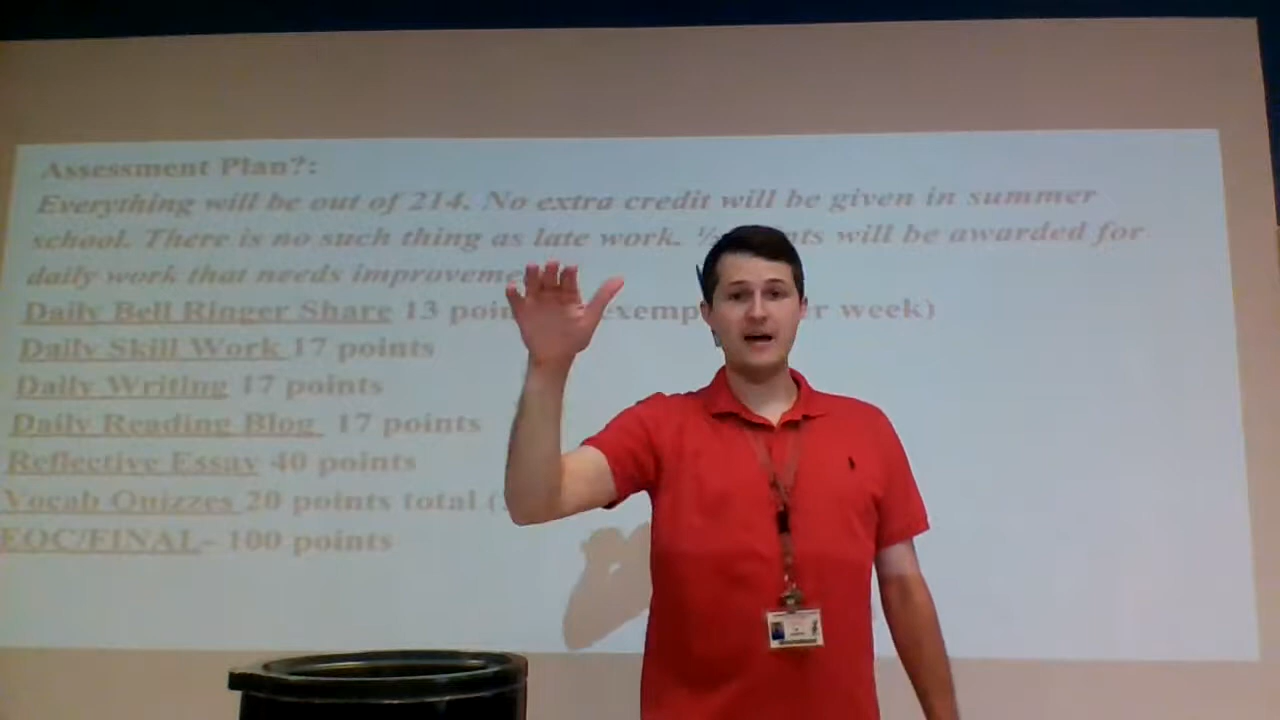 Assessment Plan?:
Everything will be out of 214. No extra credit will be given in summer
school. There is no such thing as late work. ½ will be awarded for
daily work that needs
Daily Bell Ringer Share 13 week)
Daily Skill Work 17 points
Daily Writing 17 points
Daily Reading Blog 17 points
Reflective Essay 40 points
Vocab Quizzes 20 points total (
EOC/FINAL- 100 points